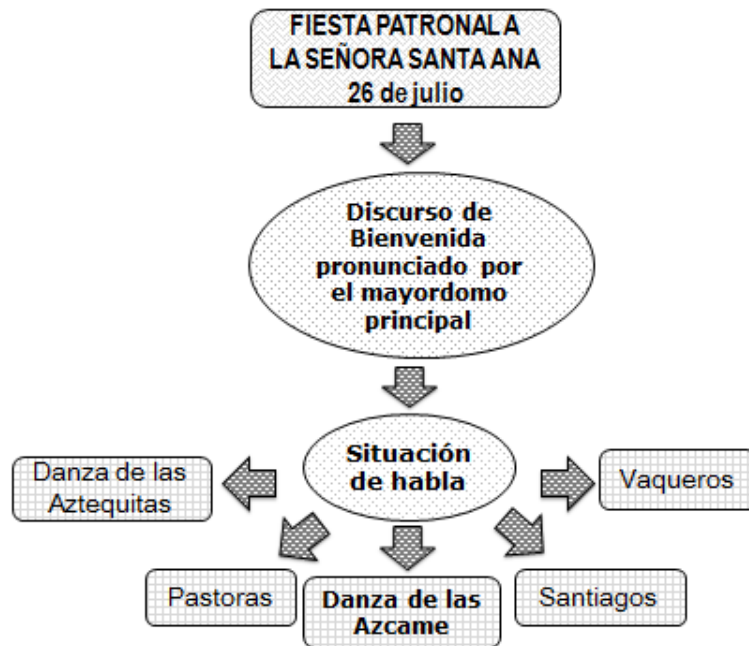 FIESTA PATRONAL A
LA SEÑORA SANTA ANA
26 de julio
Discurso de
Bienvenida
pronunciado por
el mayordomo
principal
Situación
de habla
Danza de las
Aztequitas
Vaqueros
Pastoras
Danza de las
Azcame
Santiagos